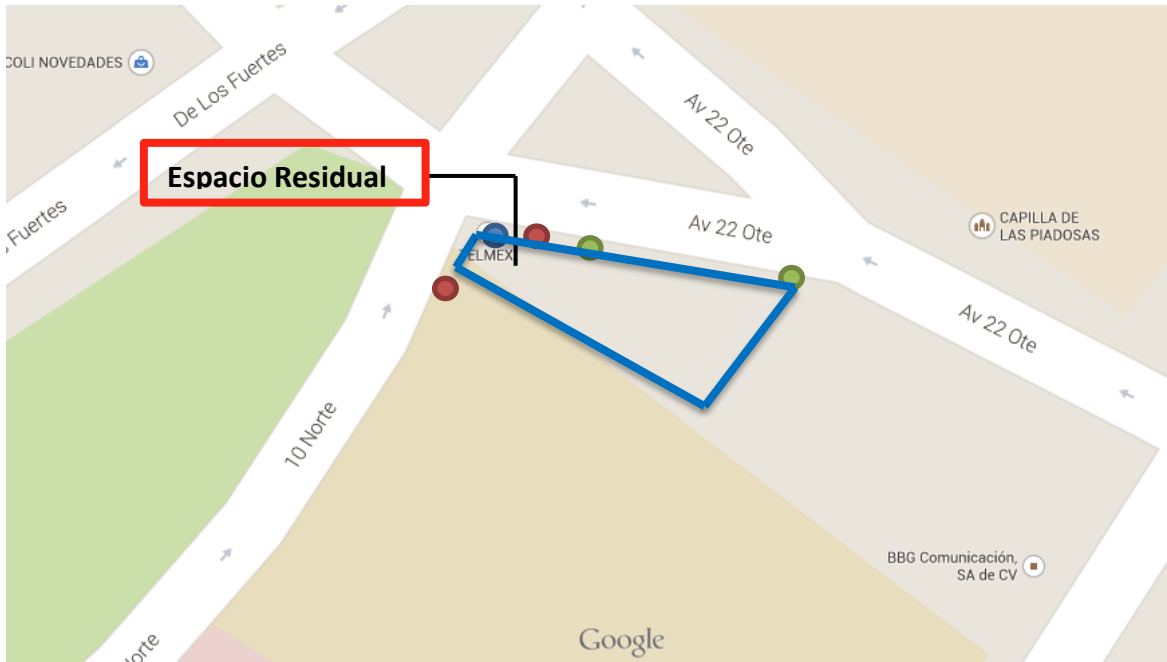 COLI NOVEDADES
De Los Fuertes
Av 22 Ote
Espacio Residual
Fuertes
Av 22 Ote
CAPILLA DE
LAS PIADOSAS
TELMEX
Av 22 Ote
10 Norte
BBG Comunicación,
SA de CV
Google
Norte